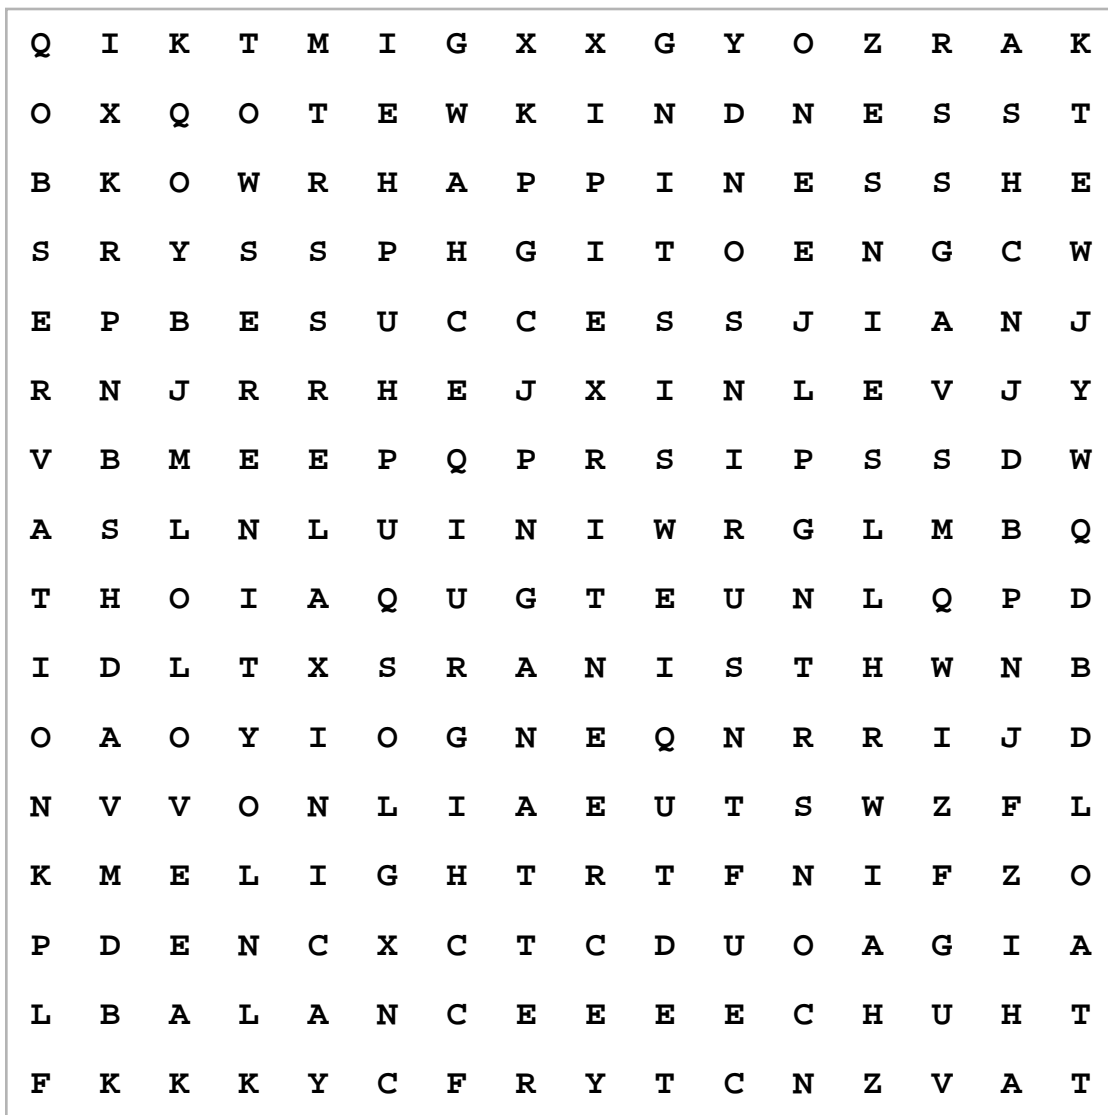 Q I K T M I G X X G Y O Z R A K
O X Q O T E W K I N D N E S S T
B K O W R H A P P I N E S S H E
S R Y S S P H G I T O E N G C W
E P B E S U C C E S S J I A N J
R N J R R H E J X I N L E V J Y
V B M E E P Q P R S I P S S D W
A S L N L U I N I W R G L M B Q
T H O I A Q U G T E U N L Q P D
I D L T X S R A N I S T H W N B
O A O Y I O G N E Q N R R I J D
N V V O N L I A E U T S W Z F L
K M E L I G H T R T F N I F Z O
P D E N C X C T C D U O A G I A
L B A L A N C E E E E C H U H T
F K K K Y C F R Y T C N Z V A T